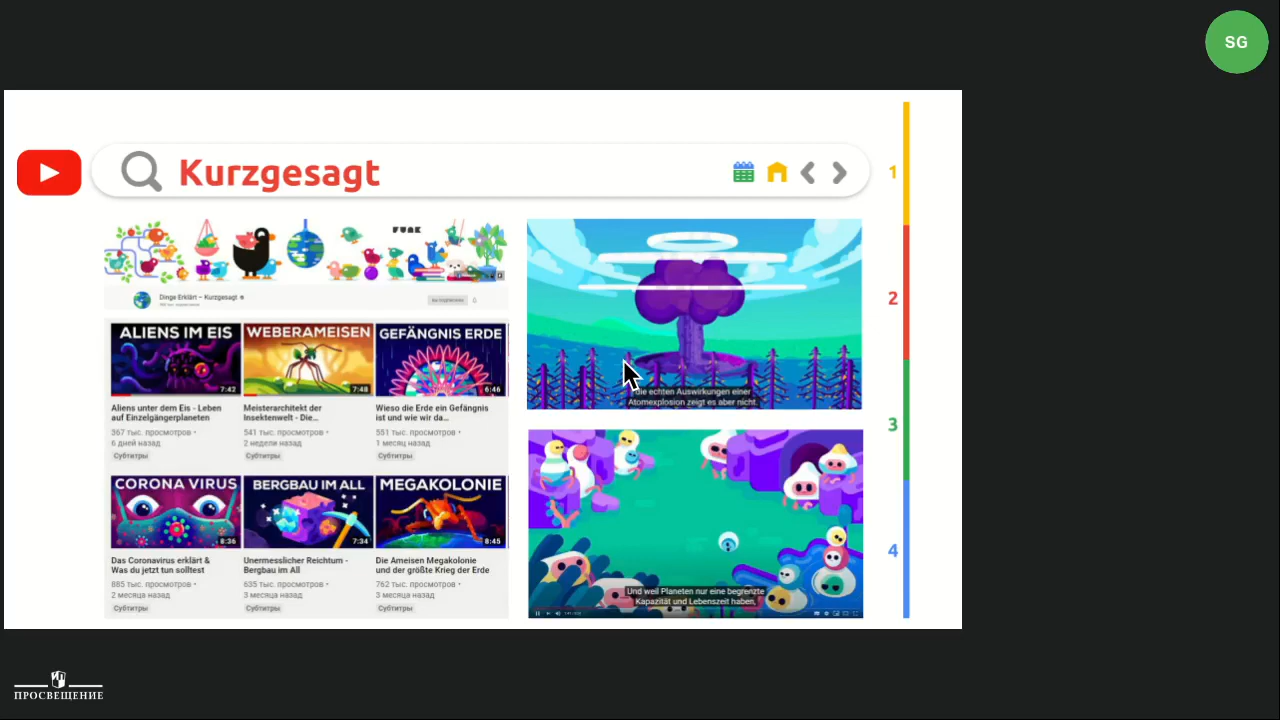 SG
Kurzgesagt
1
2
3
4
FUNK
Dinge Erklärt – Kurzgesagt
ALIENS IM EIS
7:42
WEBERAMEISEN
7:48
GEFÄNGNIS ERDE
6:46
Aliens unter dem Eis - Leben
auf Einzelgängerplaneten
367 тыс. просмотров •
6 дней назад
Субтитры
Meisterarchitekt der
Insektenwelt - Die...
541 тыс. просмотров •
2 недели назад
Субтитры
Wieso die Erde ein Gefängnis
ist und wie wir da...
551 тыс. просмотров •
1 месяц назад
Субтитры
CORONA VIRUS
8:36
BERGBAU IM ALL
7:34
MEGAKOLONIE
8:45
Das Coronavirus erklärt &
Was du jetzt tun solltest
885 тыс. просмотров •
2 месяца назад
Субтитры
Unermesslicher Reichtum -
Bergbau im All
635 тыс. просмотров •
3 месяца назад
Субтитры
Die Ameisen Megakolonie
und der größte Krieg der Erde
762 тыс. просмотров •
3 месяца назад
Субтитры
die echten Auswirkungen einer
Atomexplosion zeigt es aber nicht.
Und weil Planeten nur eine begrenzte
Kapazität und Lebenszeit haben,
ПРОСВЕЩЕНИЕ